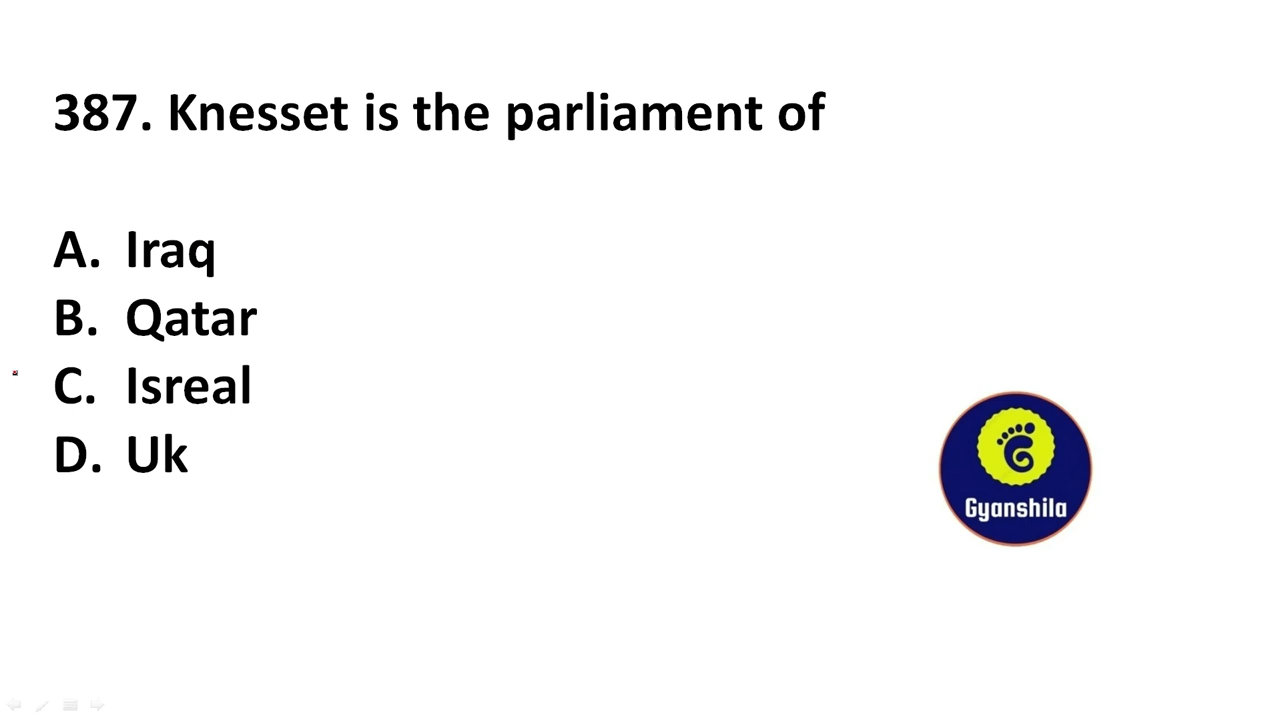 387. Knesset is the parliament of
A. Iraq
B. Qatar
C. Isreal
D. Uk
Gyanshila